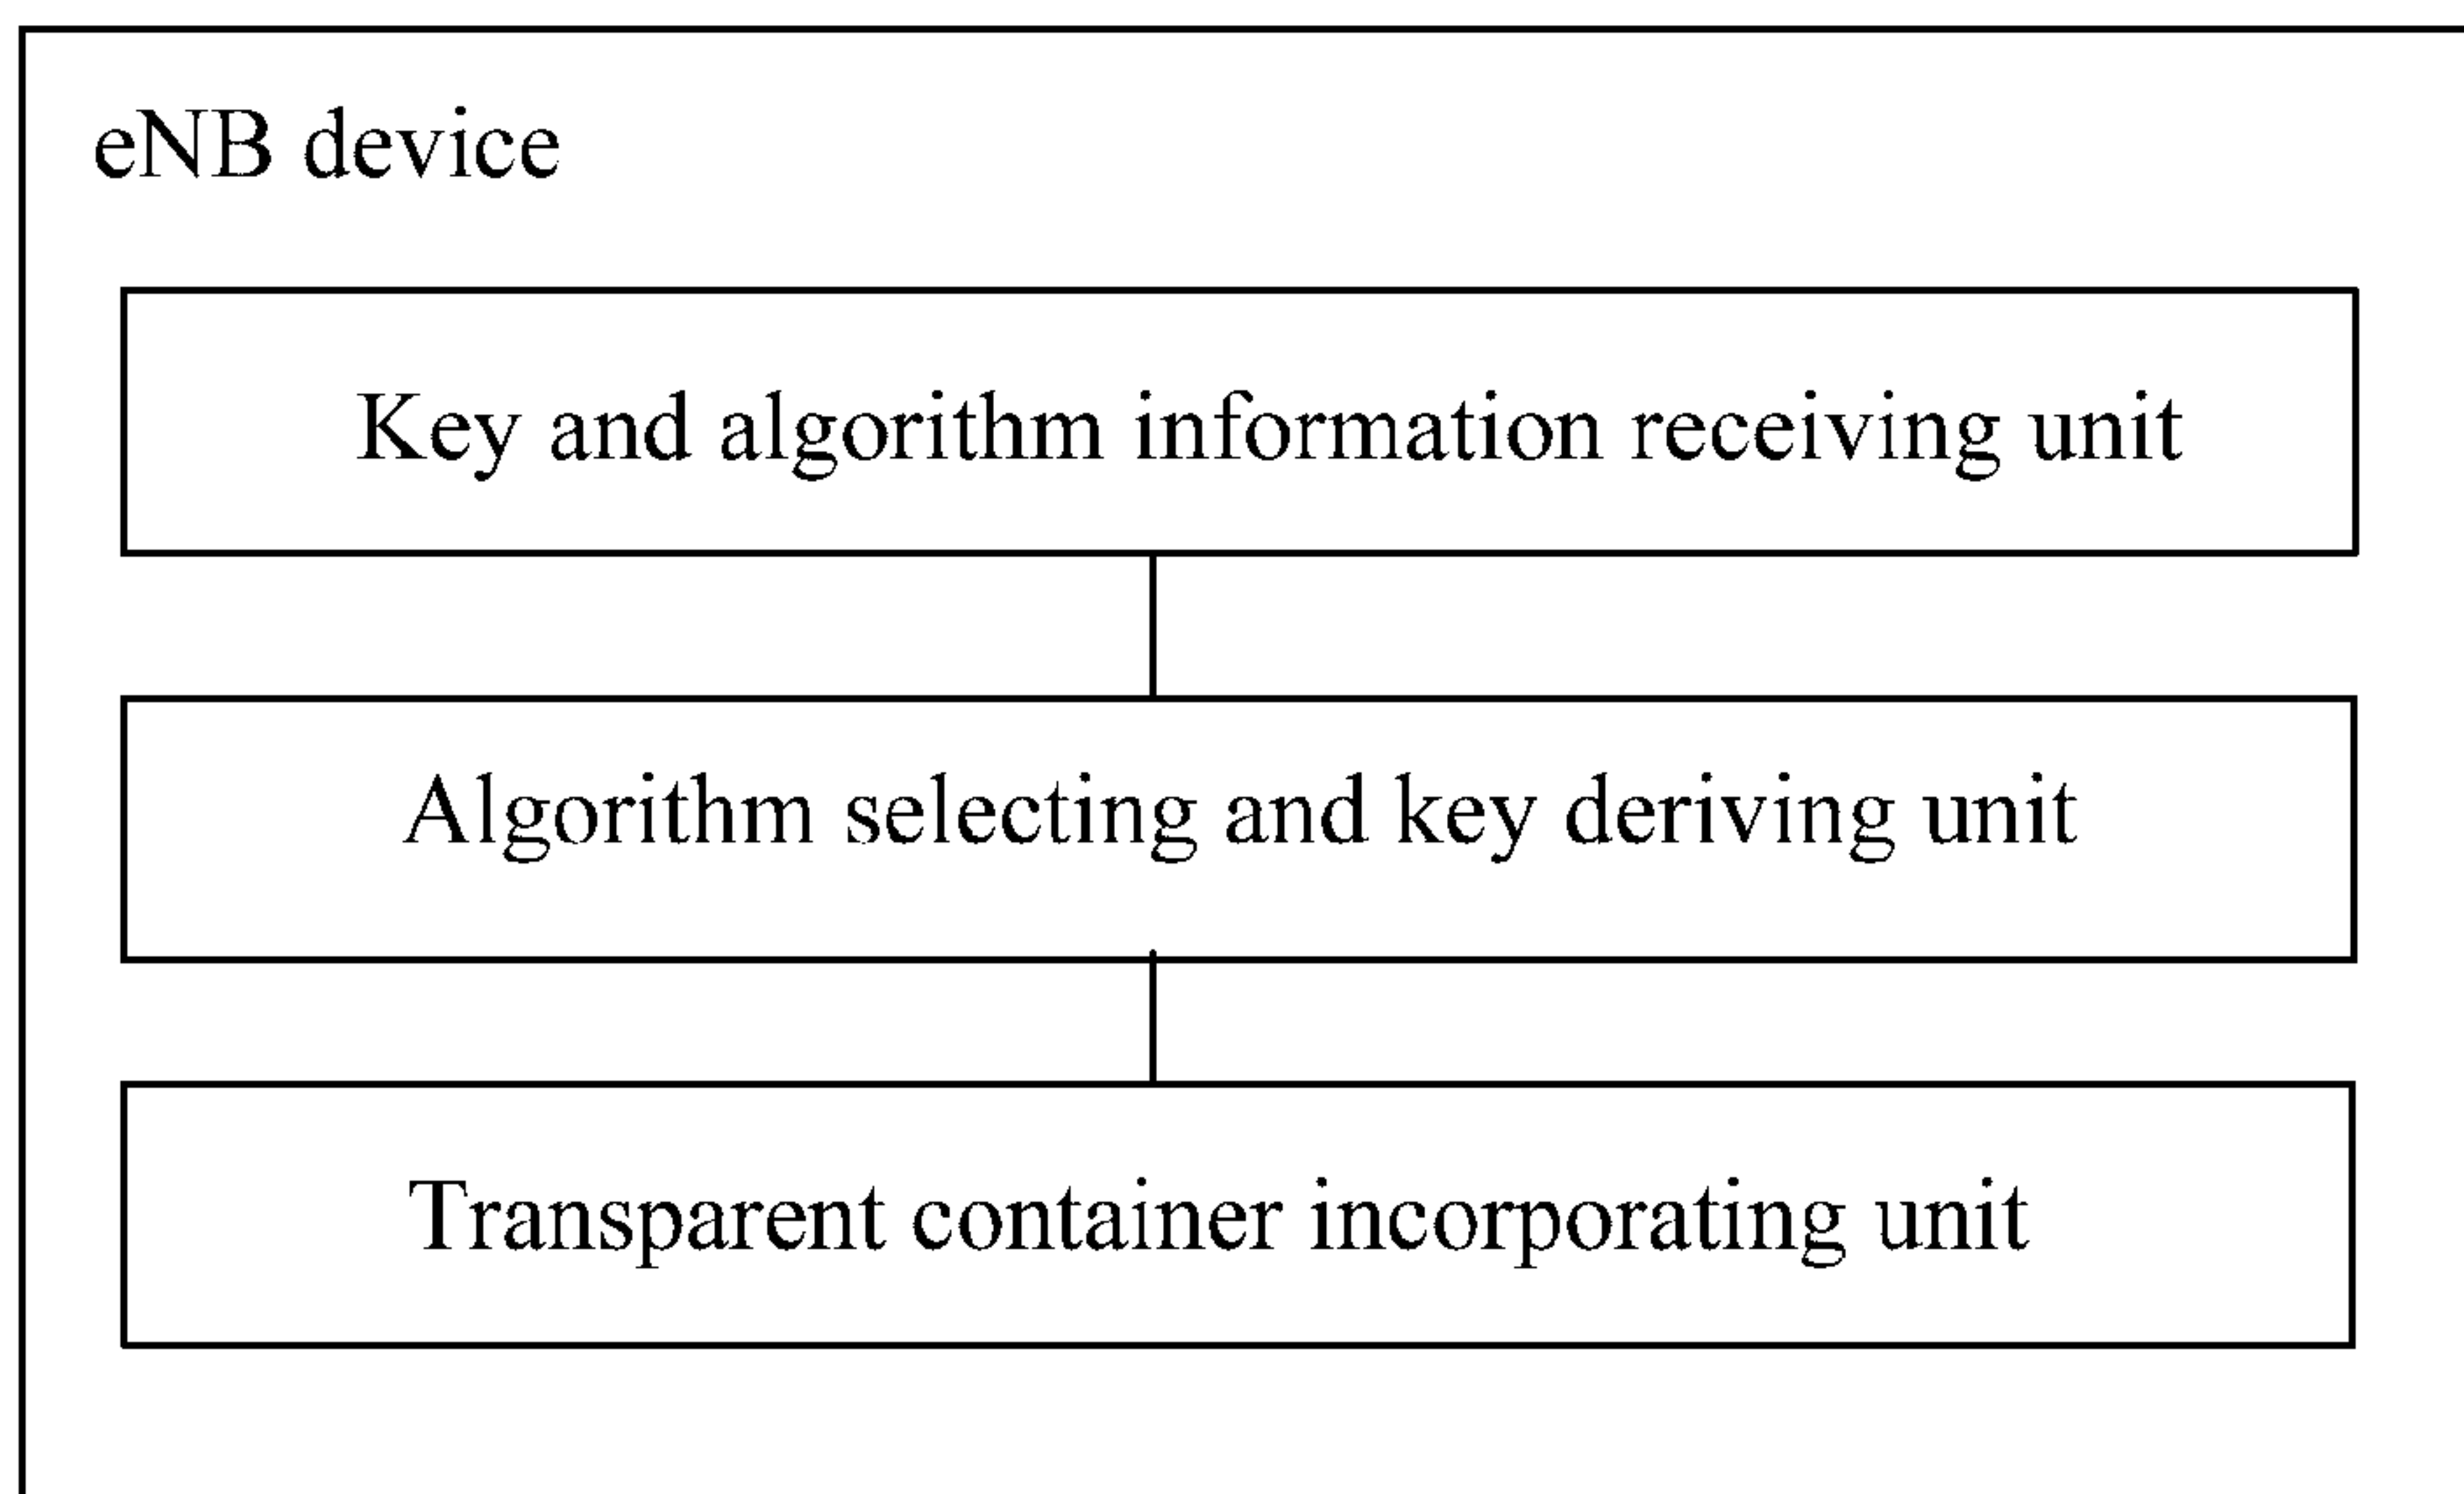 eNB device
Key and algorithm information receiving unit
Algorithm selecting and key deriving unit
Transparent container incorporating unit